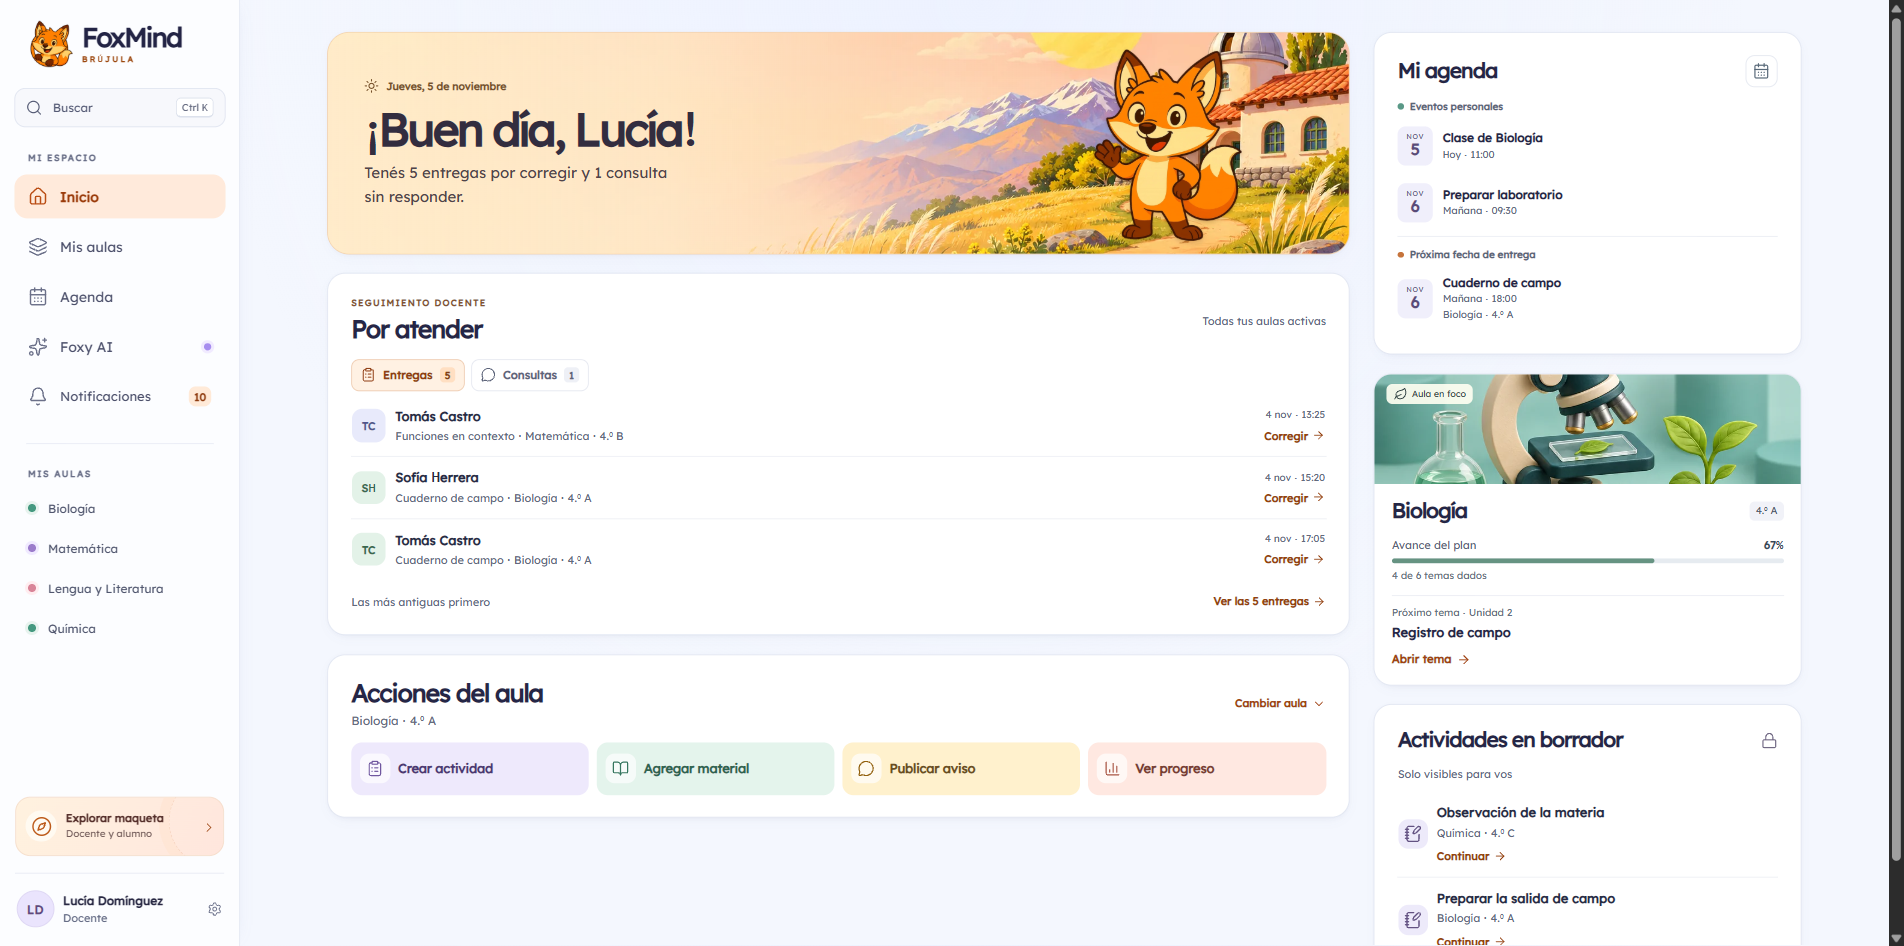 FoxMind
BRÚJULA
Buscar
Ctrl K
MI ESPACIO
Inicio
Mis aulas
Agenda
Foxy AI
Notificaciones
10
MIS AULAS
Biología
Matemática
Lengua y Literatura
Química
Explorar maqueta
Docente y alumno
LD
Lucía Domínguez
Docente
Jueves, 5 de noviembre
¡Buen día, Lucía!
Tenés 5 entregas por corregir y 1 consulta
sin responder.
SEGUIMIENTO DOCENTE
Por atender
Todas tus aulas activas
Entregas 5
Consultas 1
TC
Tomás Castro
Funciones en contexto · Matemática · 4.º B
4 nov · 13:25
Corregir
SH
Sofía Herrera
Cuaderno de campo · Biología · 4.º A
4 nov · 15:20
Corregir
TC
Tomás Castro
Cuaderno de campo · Biología · 4.º A
4 nov · 17:05
Corregir
Las más antiguas primero
Ver las 5 entregas
Acciones del aula
Biología · 4.º A
Cambiar aula
Crear actividad
Agregar material
Publicar aviso
Ver progreso
Mi agenda
Eventos personales
NOV
5
Clase de Biología
Hoy · 11:00
NOV
6
Preparar laboratorio
Mañana · 09:30
Próxima fecha de entrega
NOV
6
Cuaderno de campo
Mañana · 18:00
Biología · 4.º A
Aula en foco
Biología
4.º A
Avance del plan
67%
4 de 6 temas dados
Próximo tema · Unidad 2
Registro de campo
Abrir tema
Actividades en borrador
Solo visibles para vos
Observación de la materia
Química · 4.º C
Continuar
Preparar la salida de campo
Biología · 4.º A
Continuar